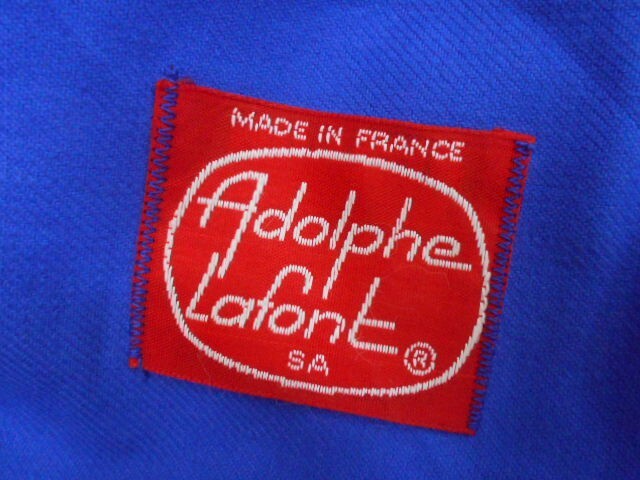 MADE IN FRANCE
Adolphe
Lafont
SA ®